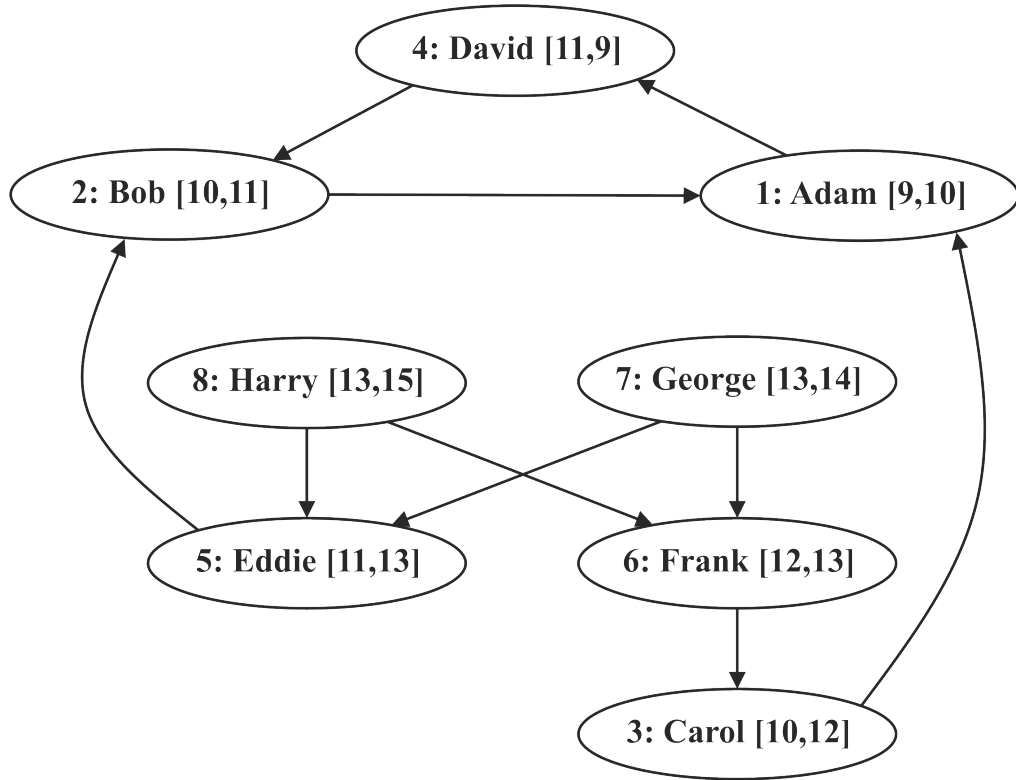 4: David [11,9]
2: Bob [10,11]
1: Adam [9,10]
8: Harry [13,15]
7: George [13,14]
5: Eddie [11,13]
6: Frank [12,13]
3: Carol [10,12]